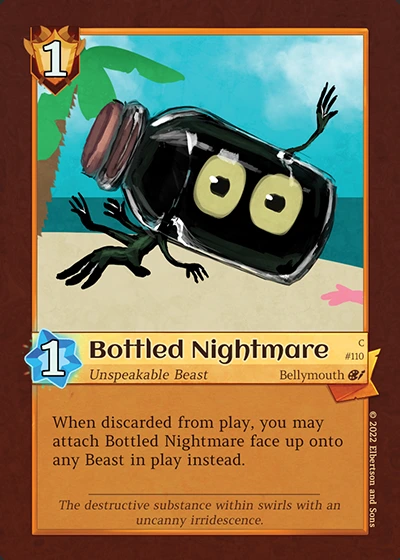 1
1
Bottled Nightmare
C
#110
Unspeakable Beast
Bellymouth
When discarded from play, you may
attach Bottled Nightmare face up onto
any Beast in play instead.
The destructive substance within swirls with an
uncanny irridescence.
© 2022 Elbertson and Sons